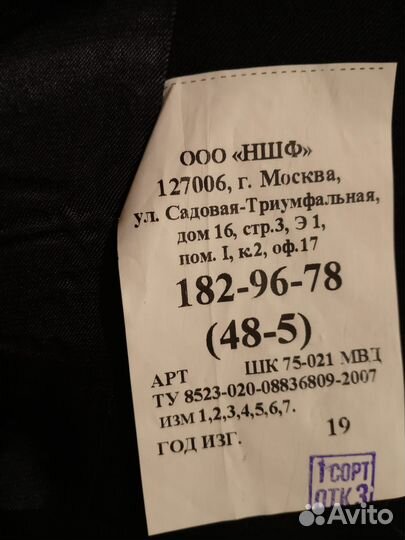 ООО «НШФ»
127006, г. Москва,
ул. Садовая-Триумфальная,
дом 16, стр.3, Э 1,
пом. I, к.2, оф.17
182-96-78
(48-5)
АРТ ШК 75-021 МВД
ТУ 8523-020-08836809-2007
ИЗМ 1,2,3,4,5,6,7.
ГОД ИЗГ. 19
1 СОРТ
ОТК 3
Avito